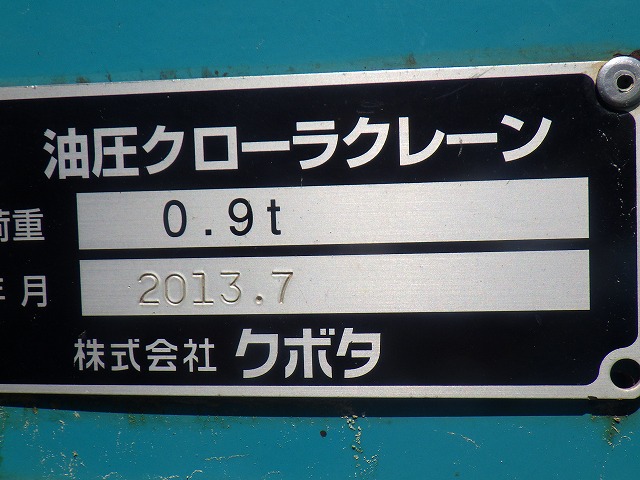 油圧クローラクレーン
荷重 0.9t
年月 2013.7
株式会社 クボタ